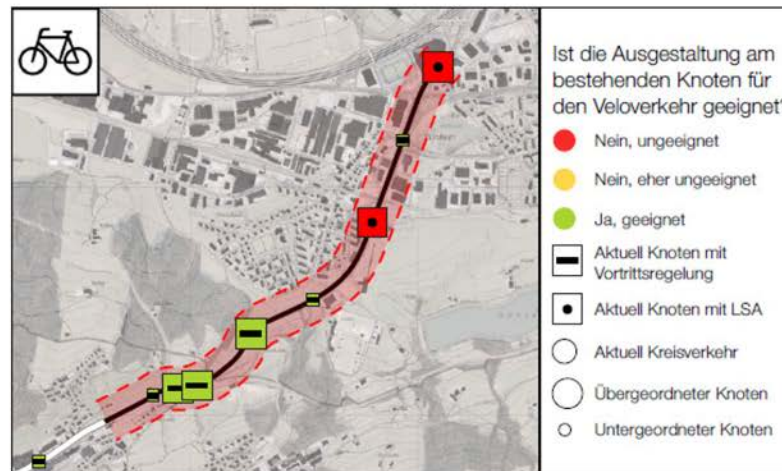 Ist die Ausgestaltung am
bestehenden Knoten für
den Veloverkehr geeignet
Nein, ungeeignet
Nein, eher ungeeignet
Ja, geeignet
Aktuell Knoten mit
Vortrittsregelung
Aktuell Knoten mit LSA
Aktuell Kreisverkehr
Übergeordneter Knoten
Untergeordneter Knoten